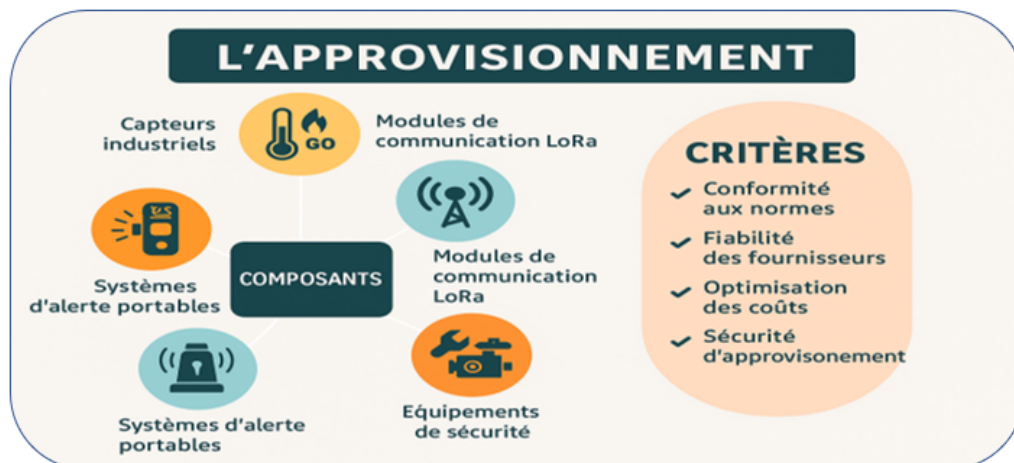 L'APPROVISIONNEMENT
Capteurs
industriels
GO
Modules de
communication LoRa
Systèmes
d'alerte portables
COMPOSANTS
Modules de
communication
LoRa
Systèmes d'alerte
portables
Equipements
de sécurité
CRITÈRES
Conformité
aux normes
Fiabilité
des fournisseurs
Optimisation
des coûts
Sécurité
d'approvisonement